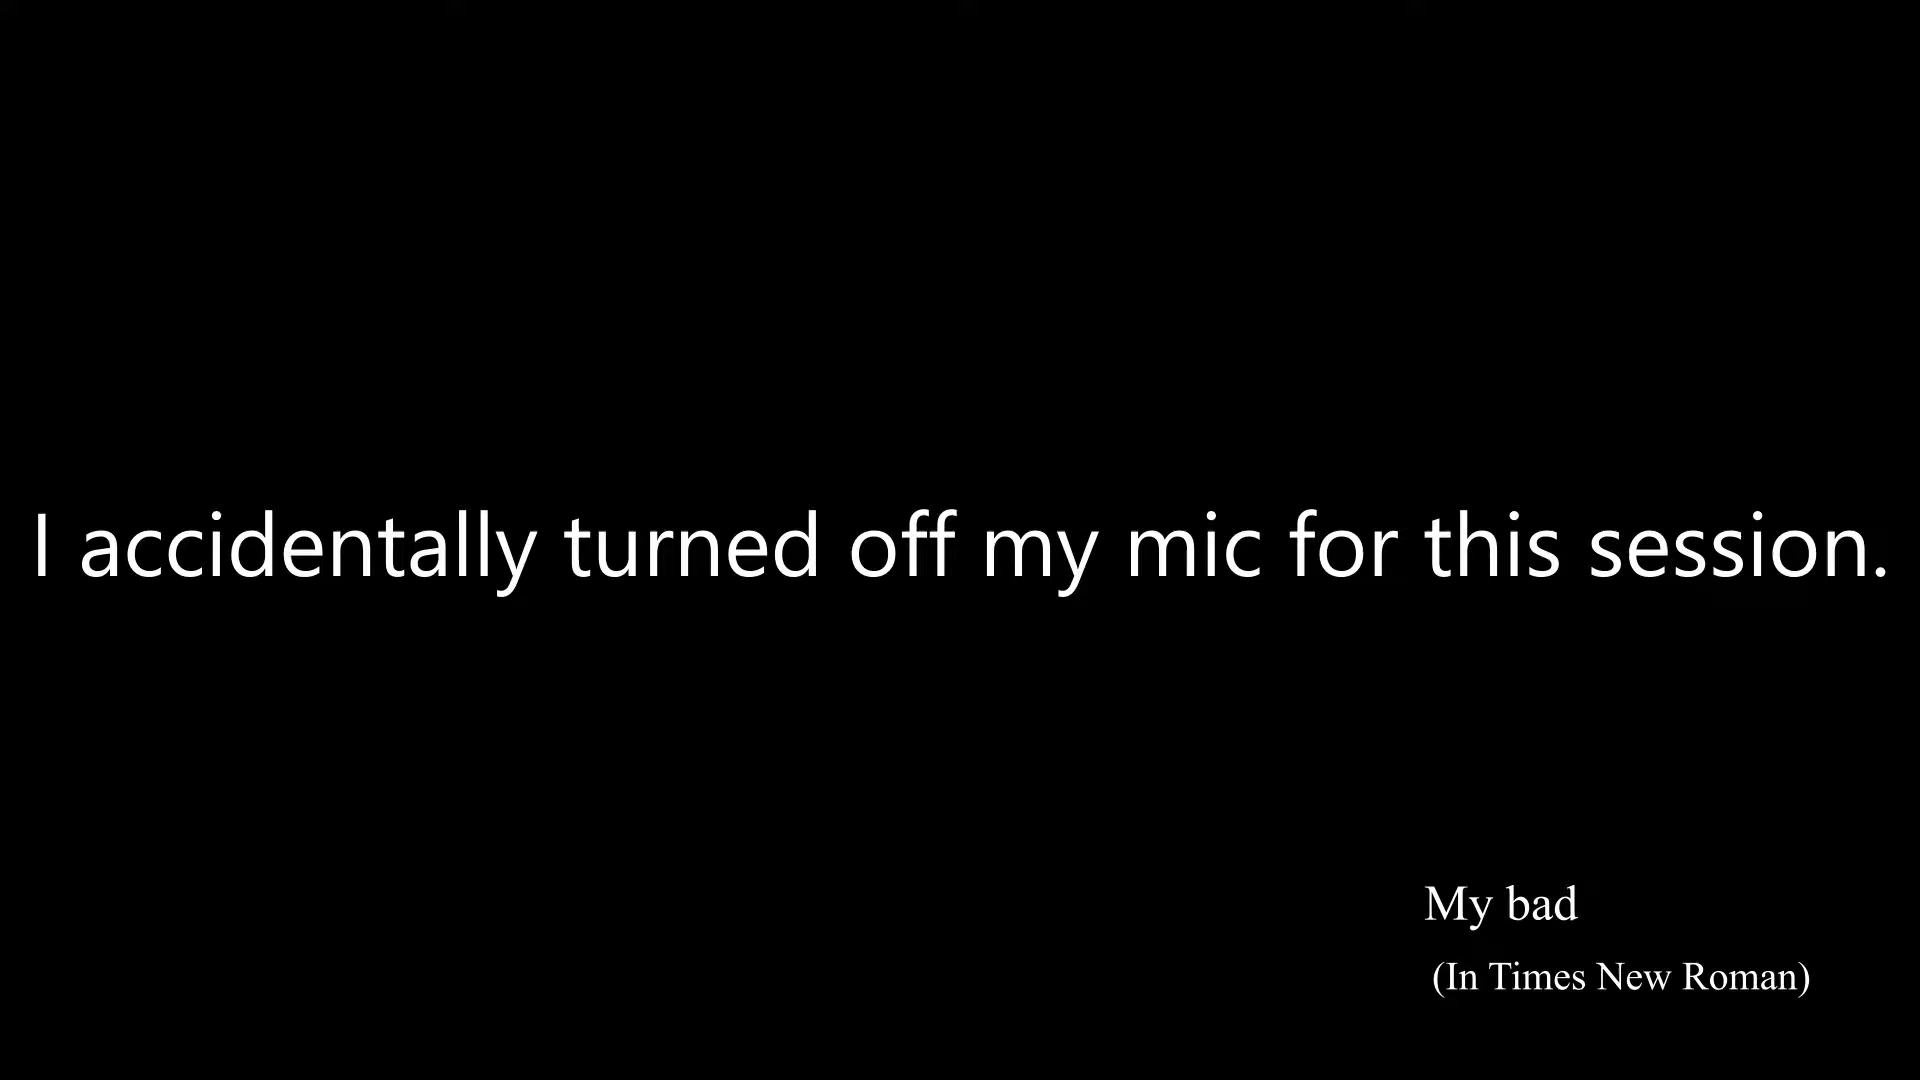 I accidentally turned off my mic for this session.
My bad
(In Times New Roman)